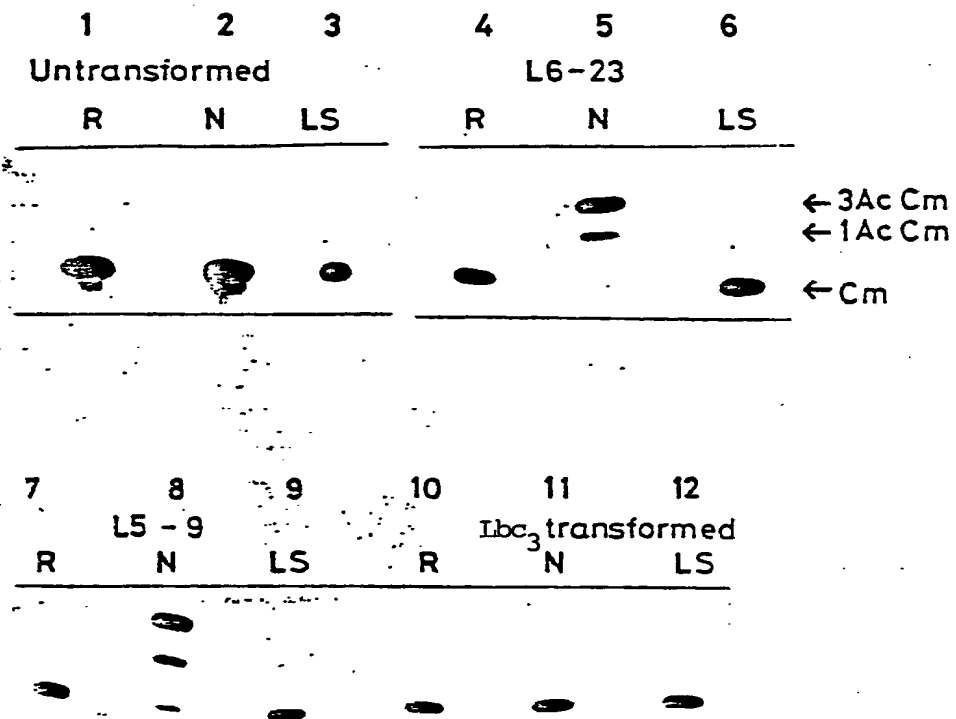 1 2 3 4 5 6
Untransformed L6-23
R N LS R N LS
←3Ac Cm
←1Ac Cm
←Cm
7 8 9 10 11 12
L5-9 Lbc3 transformed
R N LS R N LS